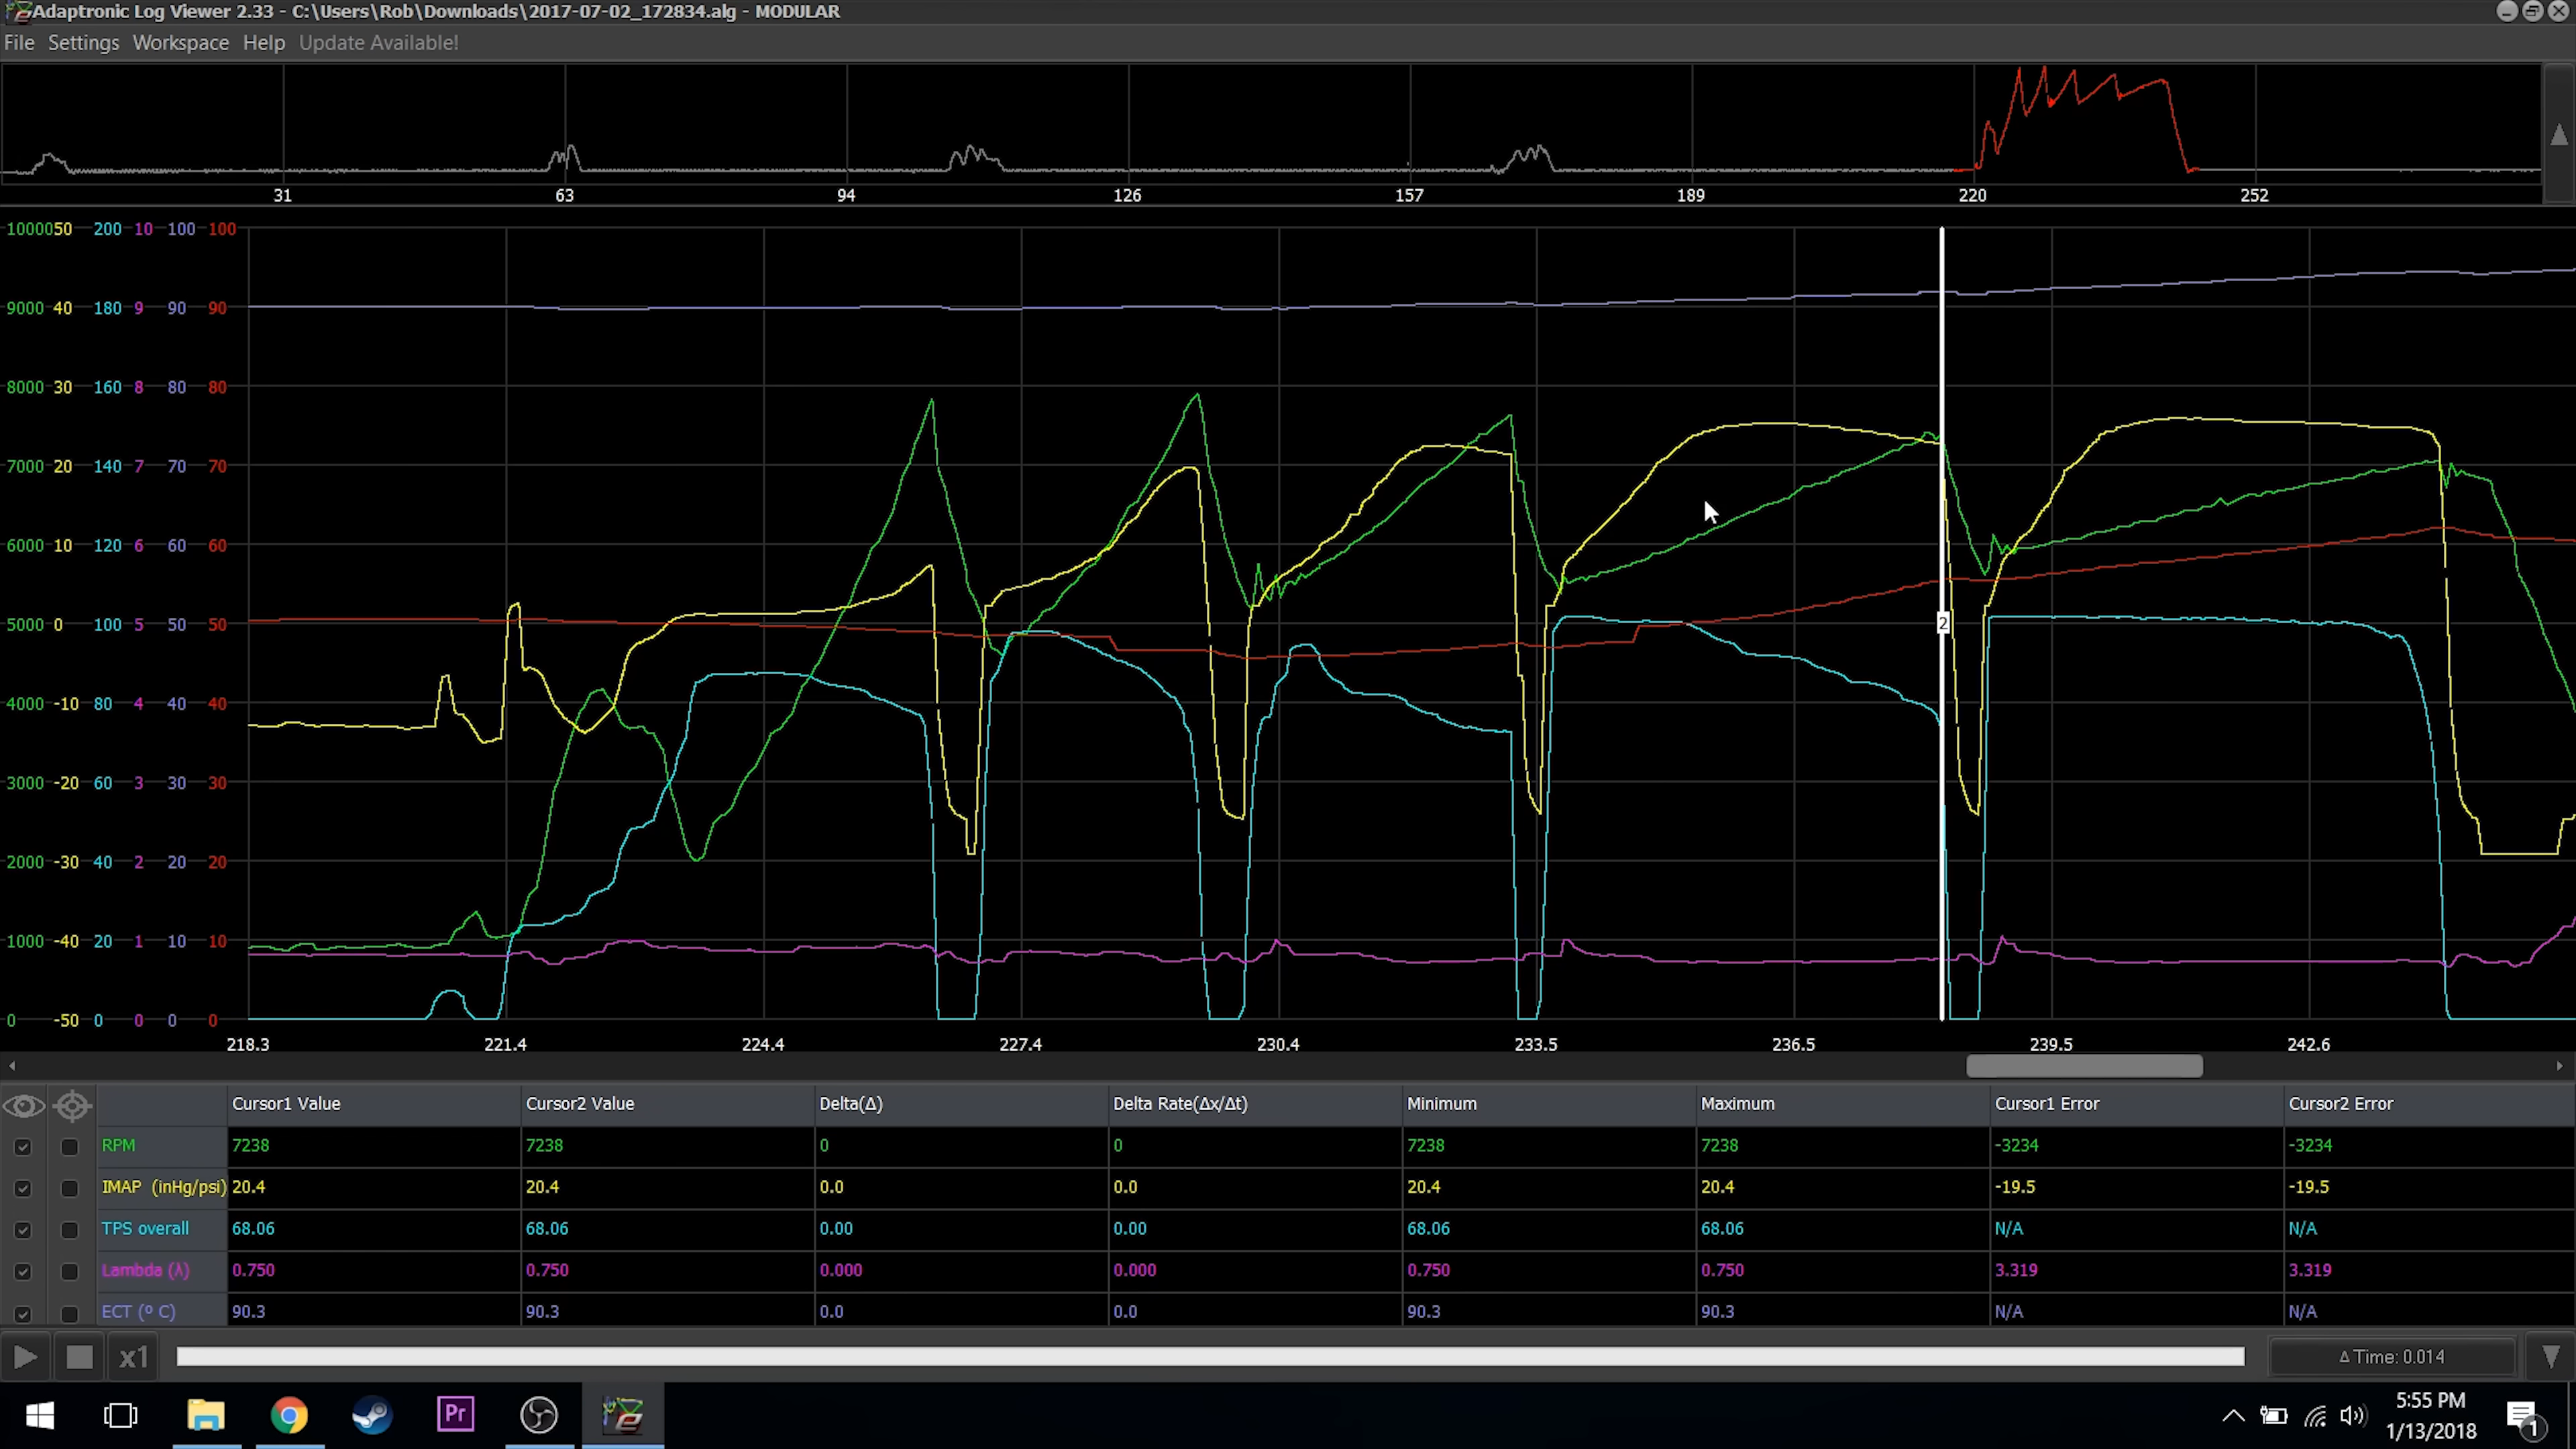 Adaptronic Log Viewer 2.33 - C:\Users\Rob\Downloads\2017-07-02_172834.alg - MODULAR
File Settings Workspace Help Update Available!
31 63 94 126 157 189 220 252
10000 50 200 10 100 100
9000 40 180 9 90 90
8000 30 160 8 80 80
7000 20 140 7 70 70
6000 10 120 6 60 60
5000 0 100 5 50 50
2
4000 -10 80 4 40 40
3000 -20 60 3 30 30
2000 -30 40 2 20 20
1000 -40 20 1 10 10
0 -50 0 0 0 0
218.3 221.4 224.4 227.4 230.4 233.5 236.5 239.5 242.6
Cursor1 Value Cursor2 Value Delta(Δ) Delta Rate(Δx/Δt) Minimum Maximum Cursor1 Error Cursor2 Error
RPM 7238 7238 0 0 7238 7238 -3234 -3234
IMAP (inHg/psi) 20.4 20.4 0.0 0.0 20.4 20.4 -19.5 -19.5
TPS overall 68.06 68.06 0.00 0.00 68.06 68.06 N/A N/A
Lambda (λ) 0.750 0.750 0.000 0.000 0.750 0.750 3.319 3.319
ECT (º C) 90.3 90.3 0.0 0.0 90.3 90.3 N/A N/A
x1 Δ Time: 0.014
Pr
5:55 PM
1/13/2018
1